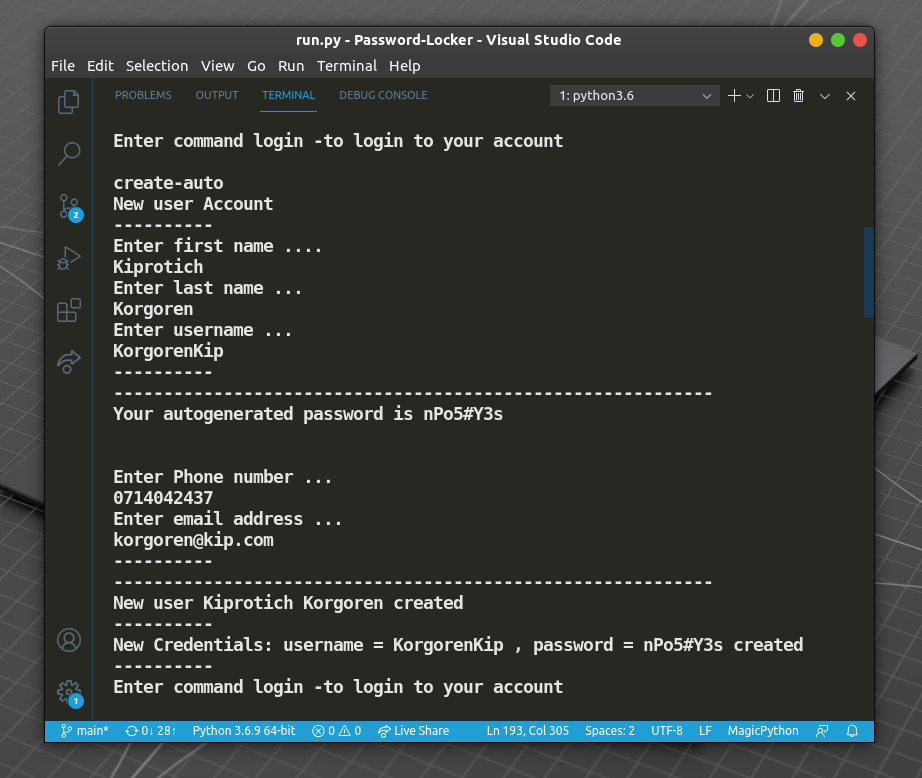 run.py - Password-Locker - Visual Studio Code
File Edit Selection View Go Run Terminal Help
PROBLEMS OUTPUT TERMINAL DEBUG CONSOLE 1: python3.6
Enter command login -to login to your account
create-auto
New user Account
----------
Enter first name ....
Kiprotich
Enter last name ...
Korgoren
Enter username ...
KorgorenKip
----------
------------------------------------------------------------
Your autogenerated password is nPo5#Y3s
Enter Phone number ...
0714042437
Enter email address ...
korgoren@kip.com
----------
------------------------------------------------------------
New user Kiprotich Korgoren created
----------
New Credentials: username = KorgorenKip , password = nPo5#Y3s created
----------
Enter command login -to login to your account
2
1
main* 0↓ 28↑ Python 3.6.9 64-bit 0 0 Live Share Ln 193, Col 305 Spaces: 2 UTF-8 LF MagicPython